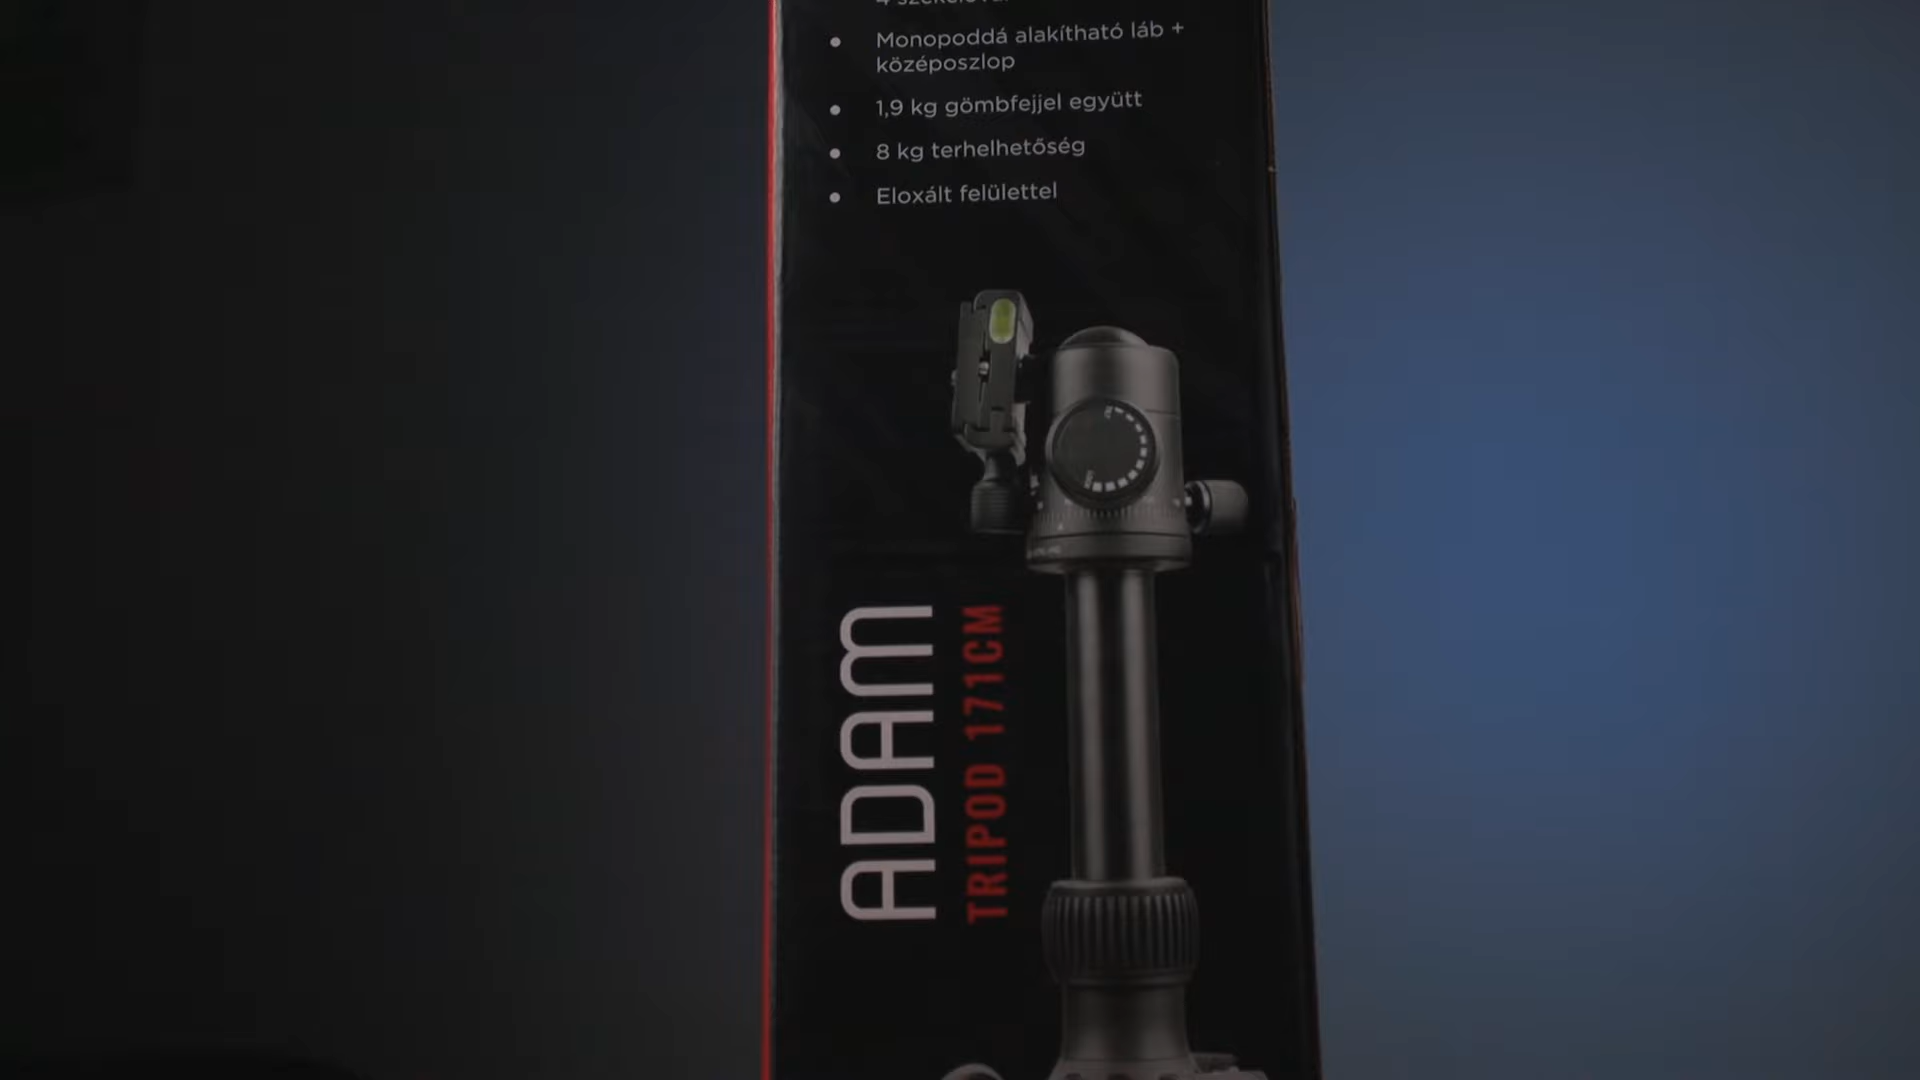 Monopoddá alakítható láb +
középoszlop
1,9 kg gömbfejjel együtt
8 kg terhelhetőség
Eloxált felülettel
ADAM
TRIPOD 171CM